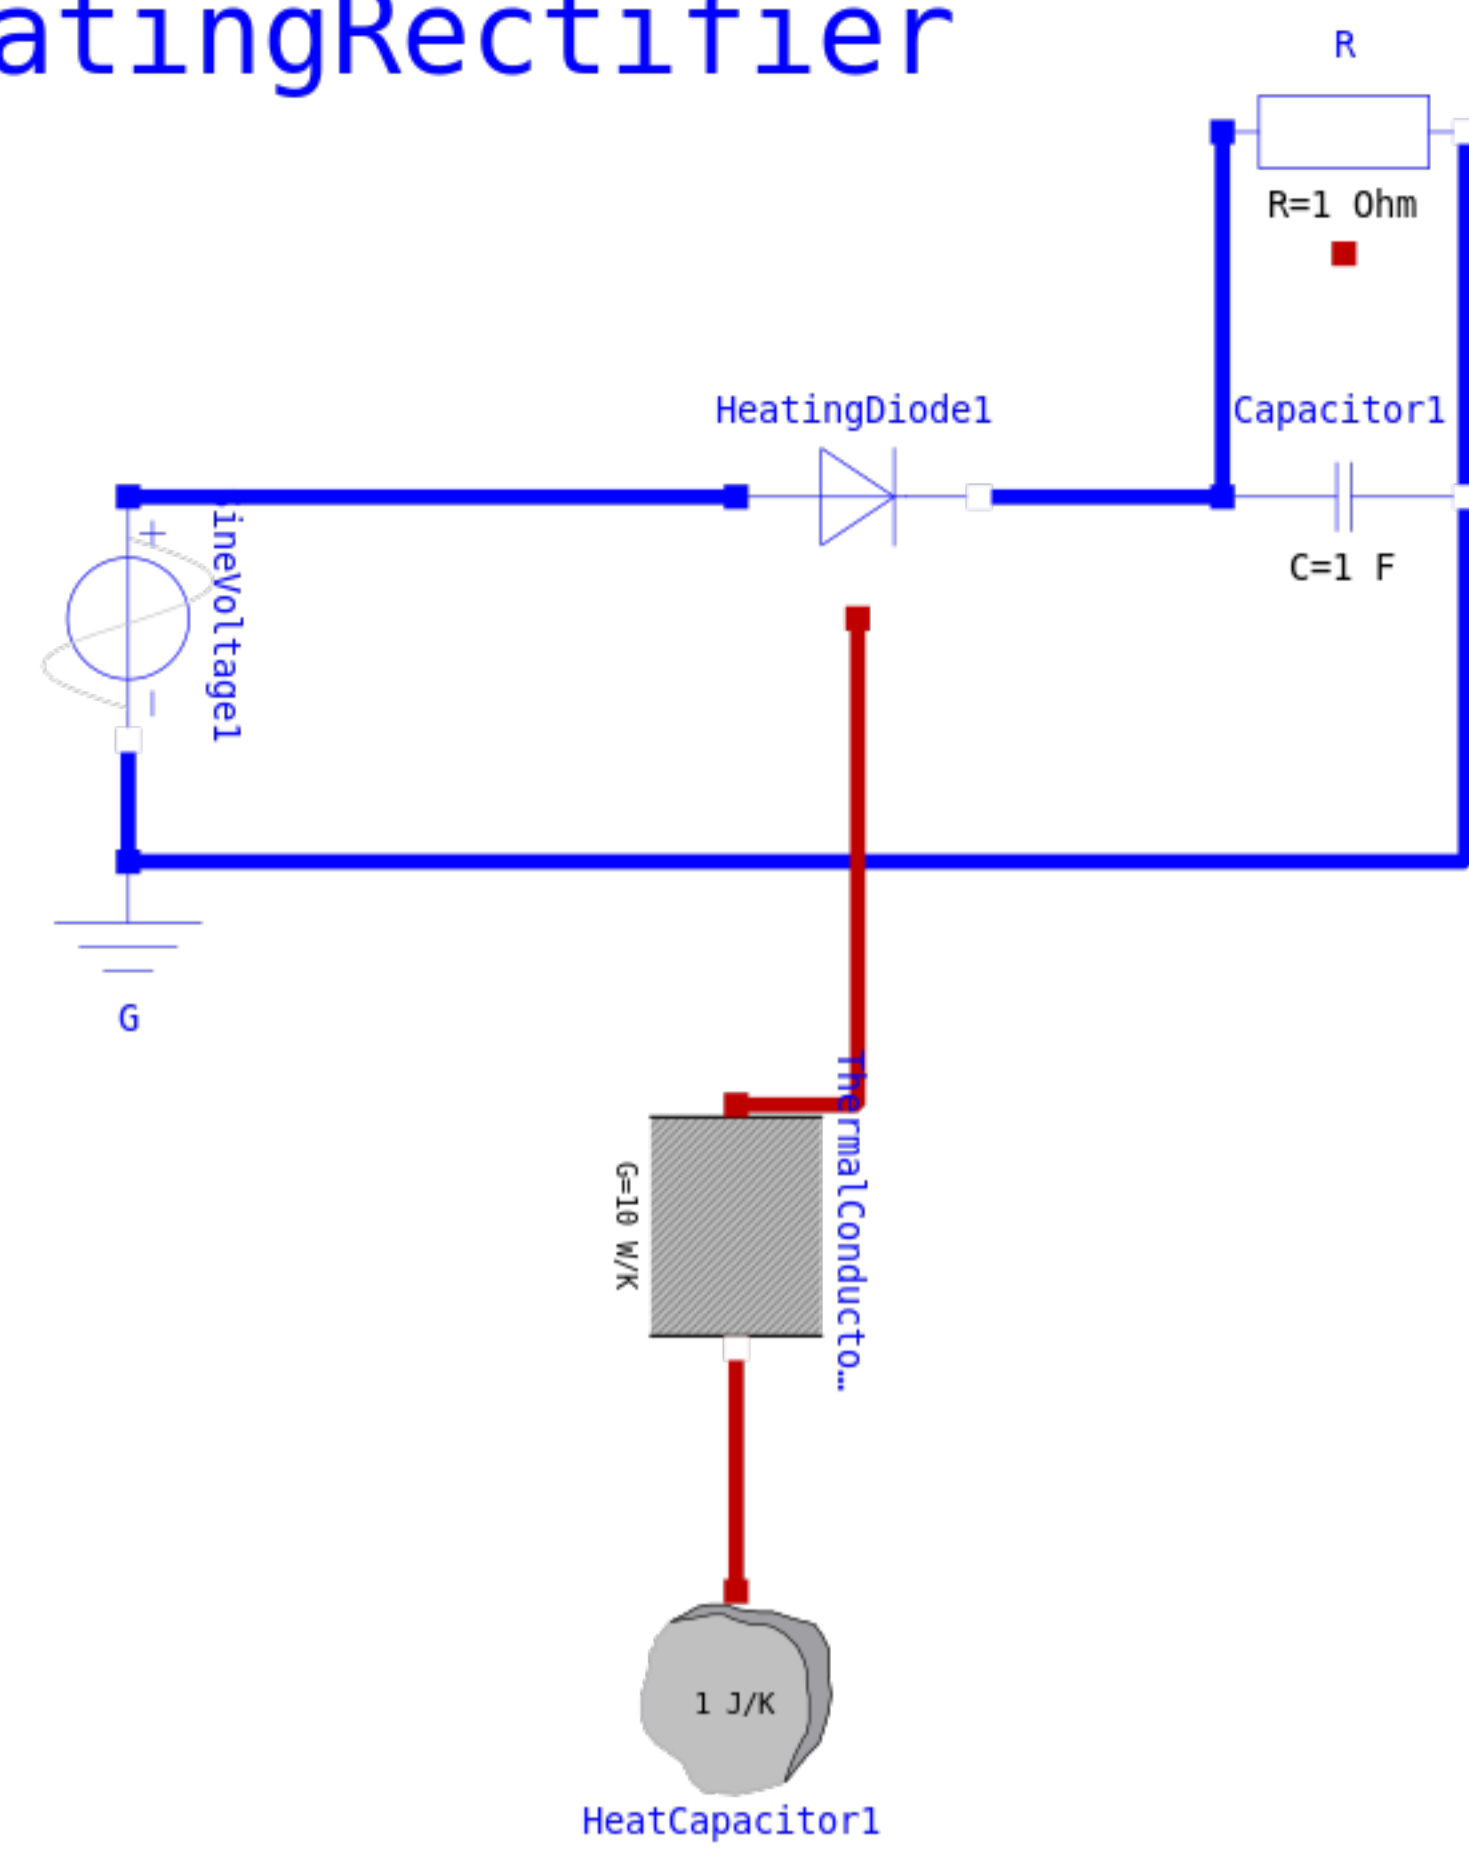 atingRectifier
R
R=1 Ohm
HeatingDiode1
Capacitor1
C=1 F
+
ineVoltage1
G
ThermalConducto…
G=10 W/K
1 J/K
HeatCapacitor1